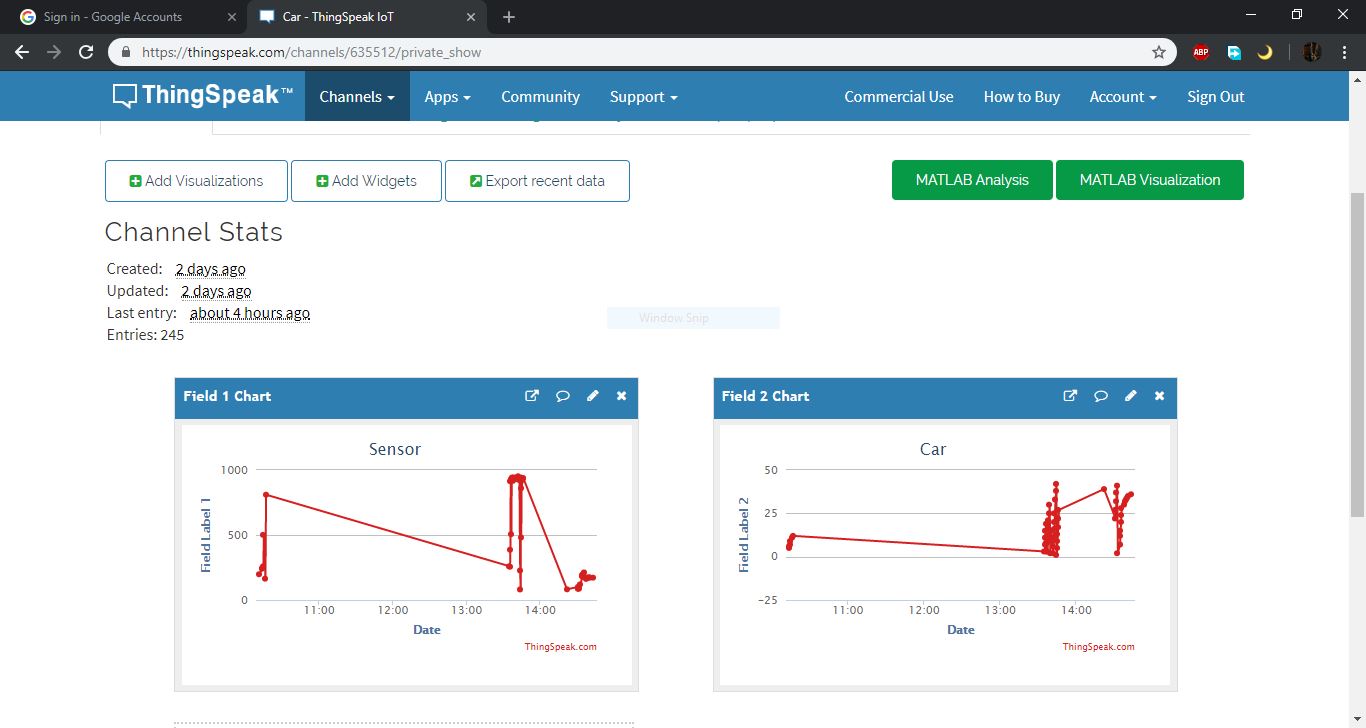 Sign in - Google Accounts
Car - ThingSpeak IoT
https://thingspeak.com/channels/635512/private_show
ABP
ThingSpeak™
Channels
Apps
Community
Support
Commercial Use
How to Buy
Account
Sign Out
Add Visualizations
Add Widgets
Export recent data
MATLAB Analysis
MATLAB Visualization
Channel Stats
Created: 2 days ago
Updated: 2 days ago
Last entry: about 4 hours ago
Entries: 245
Window Snip
Field 1 Chart
Sensor
Field Label 1
1000
500
0
11:00 12:00 13:00 14:00
Date
ThingSpeak.com
Field 2 Chart
Car
Field Label 2
50
25
0
−25
11:00 12:00 13:00 14:00
Date
ThingSpeak.com